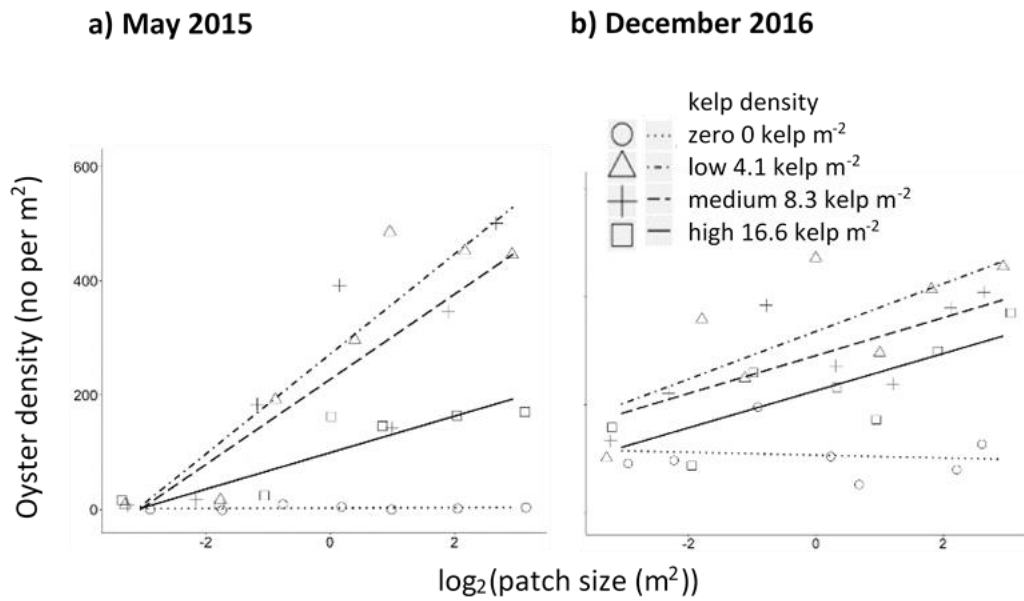 a) May 2015
b) December 2016
kelp density
zero 0 kelp m⁻²
low 4.1 kelp m⁻²
medium 8.3 kelp m⁻²
high 16.6 kelp m⁻²
Oyster density (no per m²)
600
400
200
0
-2
0
2
-2
0
2
log₂(patch size (m²))